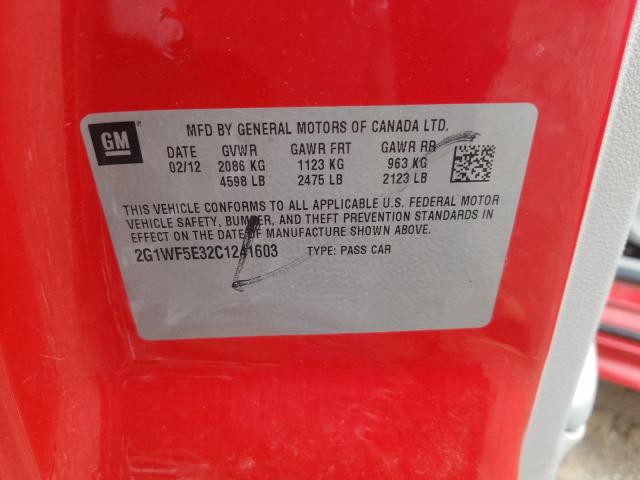 GM
MFD BY GENERAL MOTORS OF CANADA LTD.
DATE GVWR GAWR FRT GAWR RR
02/12 2086 KG 1123 KG 963 KG
4598 LB 2475 LB 2123 LB
THIS VEHICLE CONFORMS TO ALL APPLICABLE U.S. FEDERAL MOTOR
VEHICLE SAFETY, BUMPER, AND THEFT PREVENTION STANDARDS IN
EFFECT ON THE DATE OF MANUFACTURE SHOWN ABOVE.
2G1WF5E32C1241603 TYPE: PASS CAR